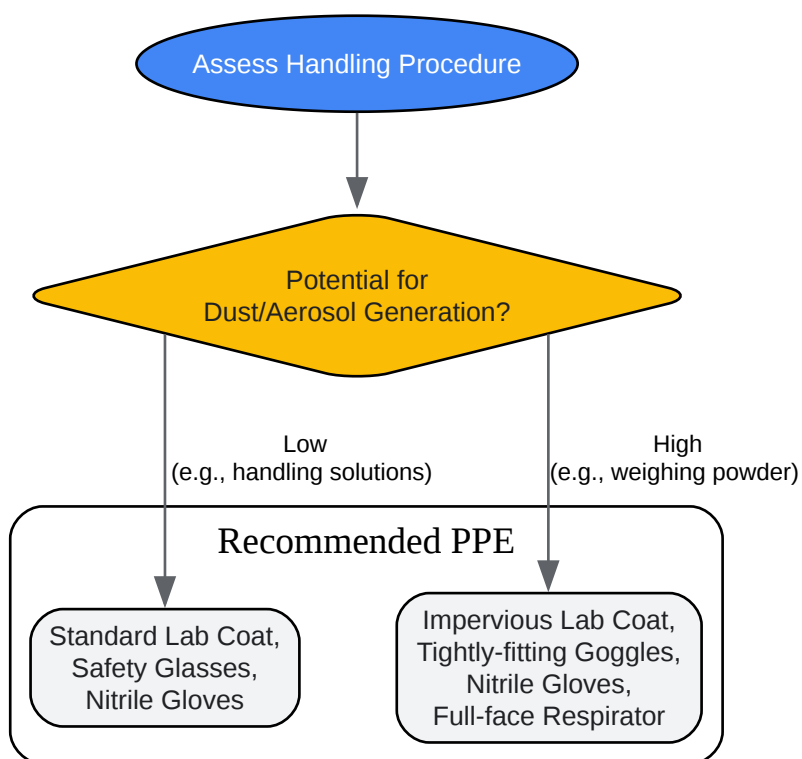 Assess Handling Procedure
Potential for
Dust/Aerosol Generation?
Low
(e.g., handling solutions)
High
(e.g., weighing powder)
Recommended PPE
Standard Lab Coat,
Safety Glasses,
Nitrile Gloves
Impervious Lab Coat,
Tightly-fitting Goggles,
Nitrile Gloves,
Full-face Respirator